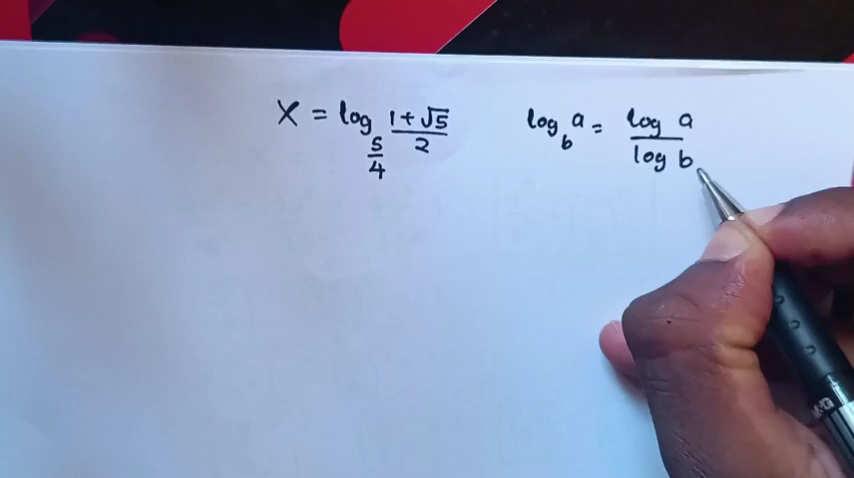 X = log_{5/4} (1+√5)/2
log_b a = (log a)/(log b)
M&G